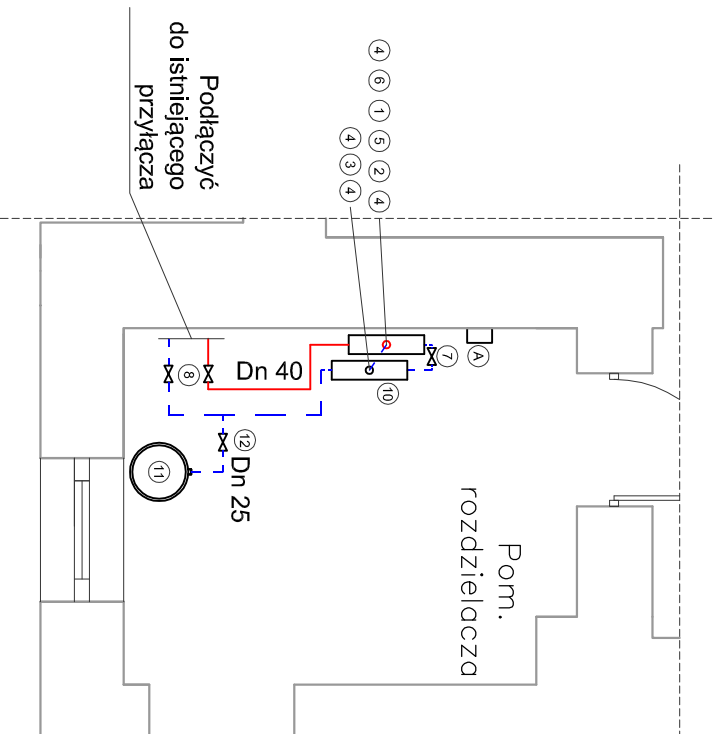 Podłączyć
do istniejącego
przyłącza
4 6 1 5 2 4
4 3 4
A
7
10
8
Dn 40
12
Dn 25
11
Pom.
rozdzielacza